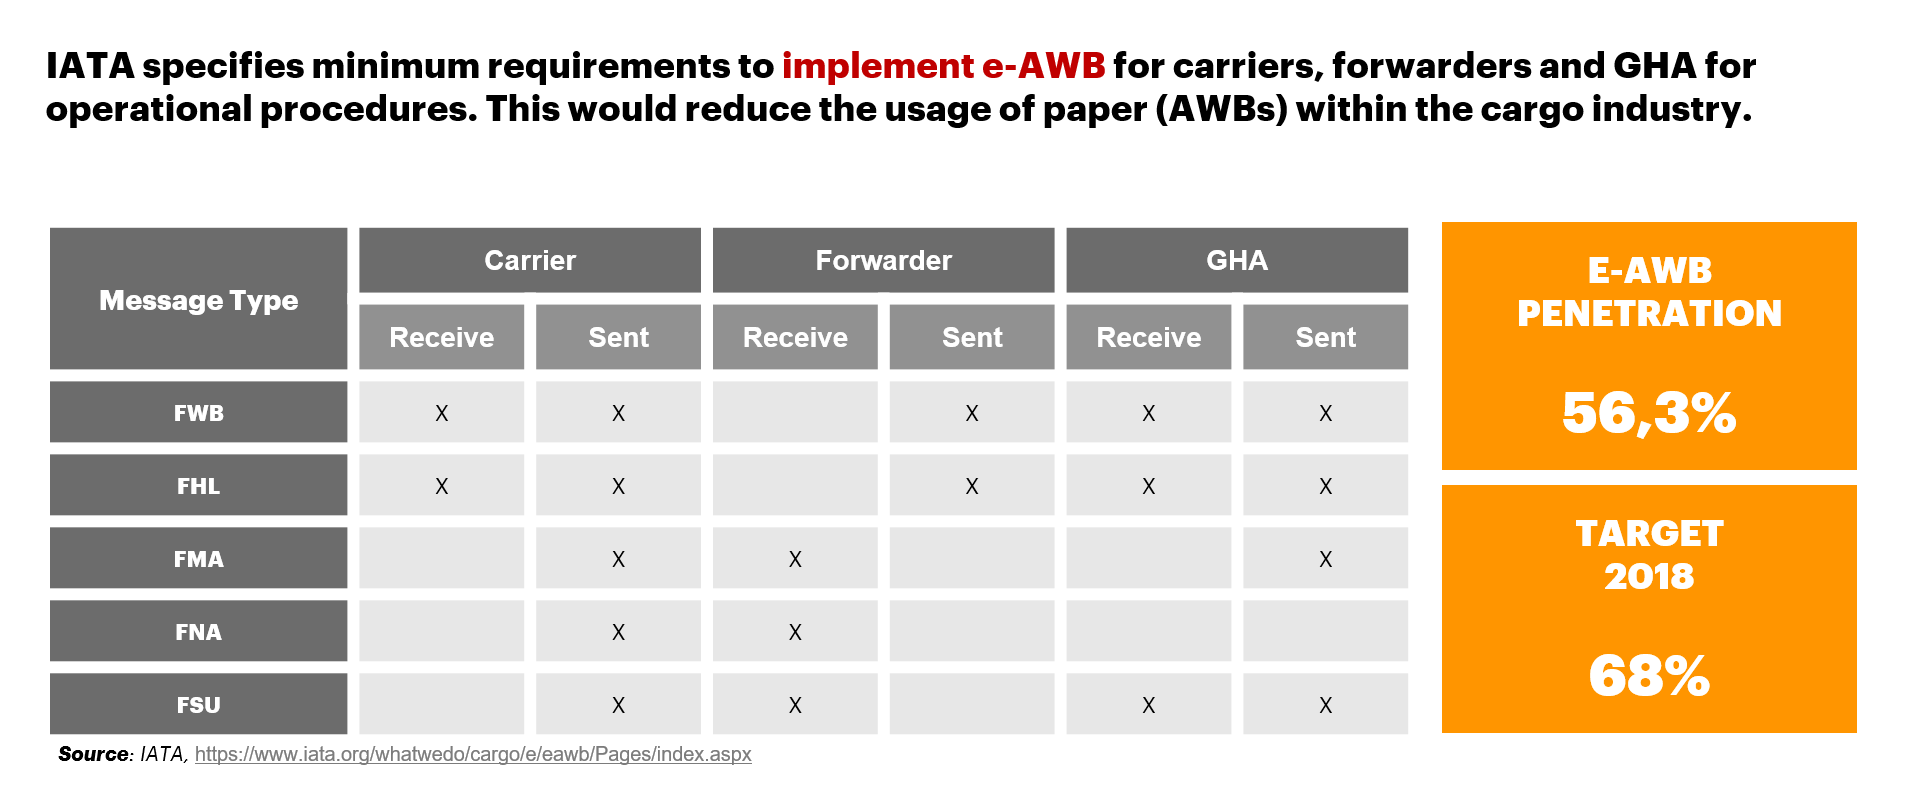 IATA specifies minimum requirements to implement e-AWB for carriers, forwarders and GHA for
operational procedures. This would reduce the usage of paper (AWBs) within the cargo industry.
Message Type Carrier Forwarder GHA
Receive Sent Receive Sent Receive Sent
FWB X X X X X
FHL X X X X X
FMA X X X
FNA X X
FSU X X X X
Source: IATA, https://www.iata.org/whatwedo/cargo/e/eawb/Pages/index.aspx
E-AWB
PENETRATION
56,3%
TARGET
2018
68%